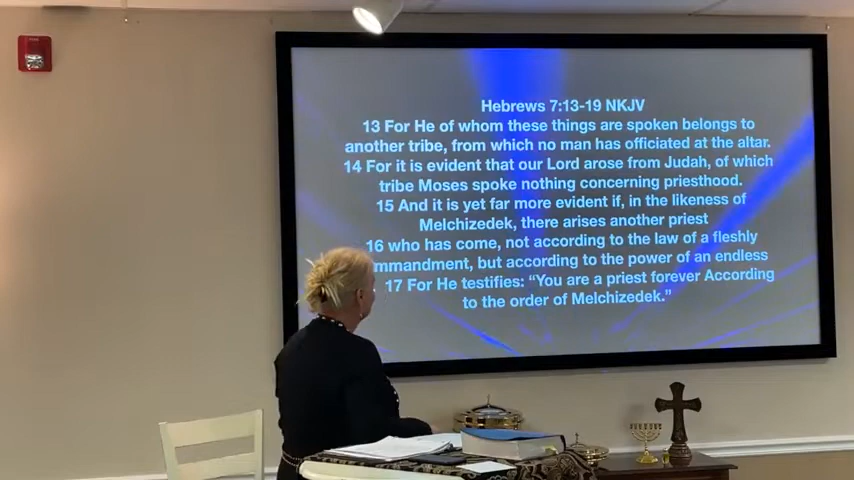 Hebrews 7:13-19 NKJV
13 For He of whom these things are spoken belongs to
another tribe, from which no man has officiated at the altar.
14 For it is evident that our Lord arose from Judah, of which
tribe Moses spoke nothing concerning priesthood.
15 And it is yet far more evident if, in the likeness of
Melchizedek, there arises another priest
16 who has come, not according to the law of a fleshly
mmandment, but according to the power of an endless
17 For He testifies: “You are a priest forever According
to the order of Melchizedek.”